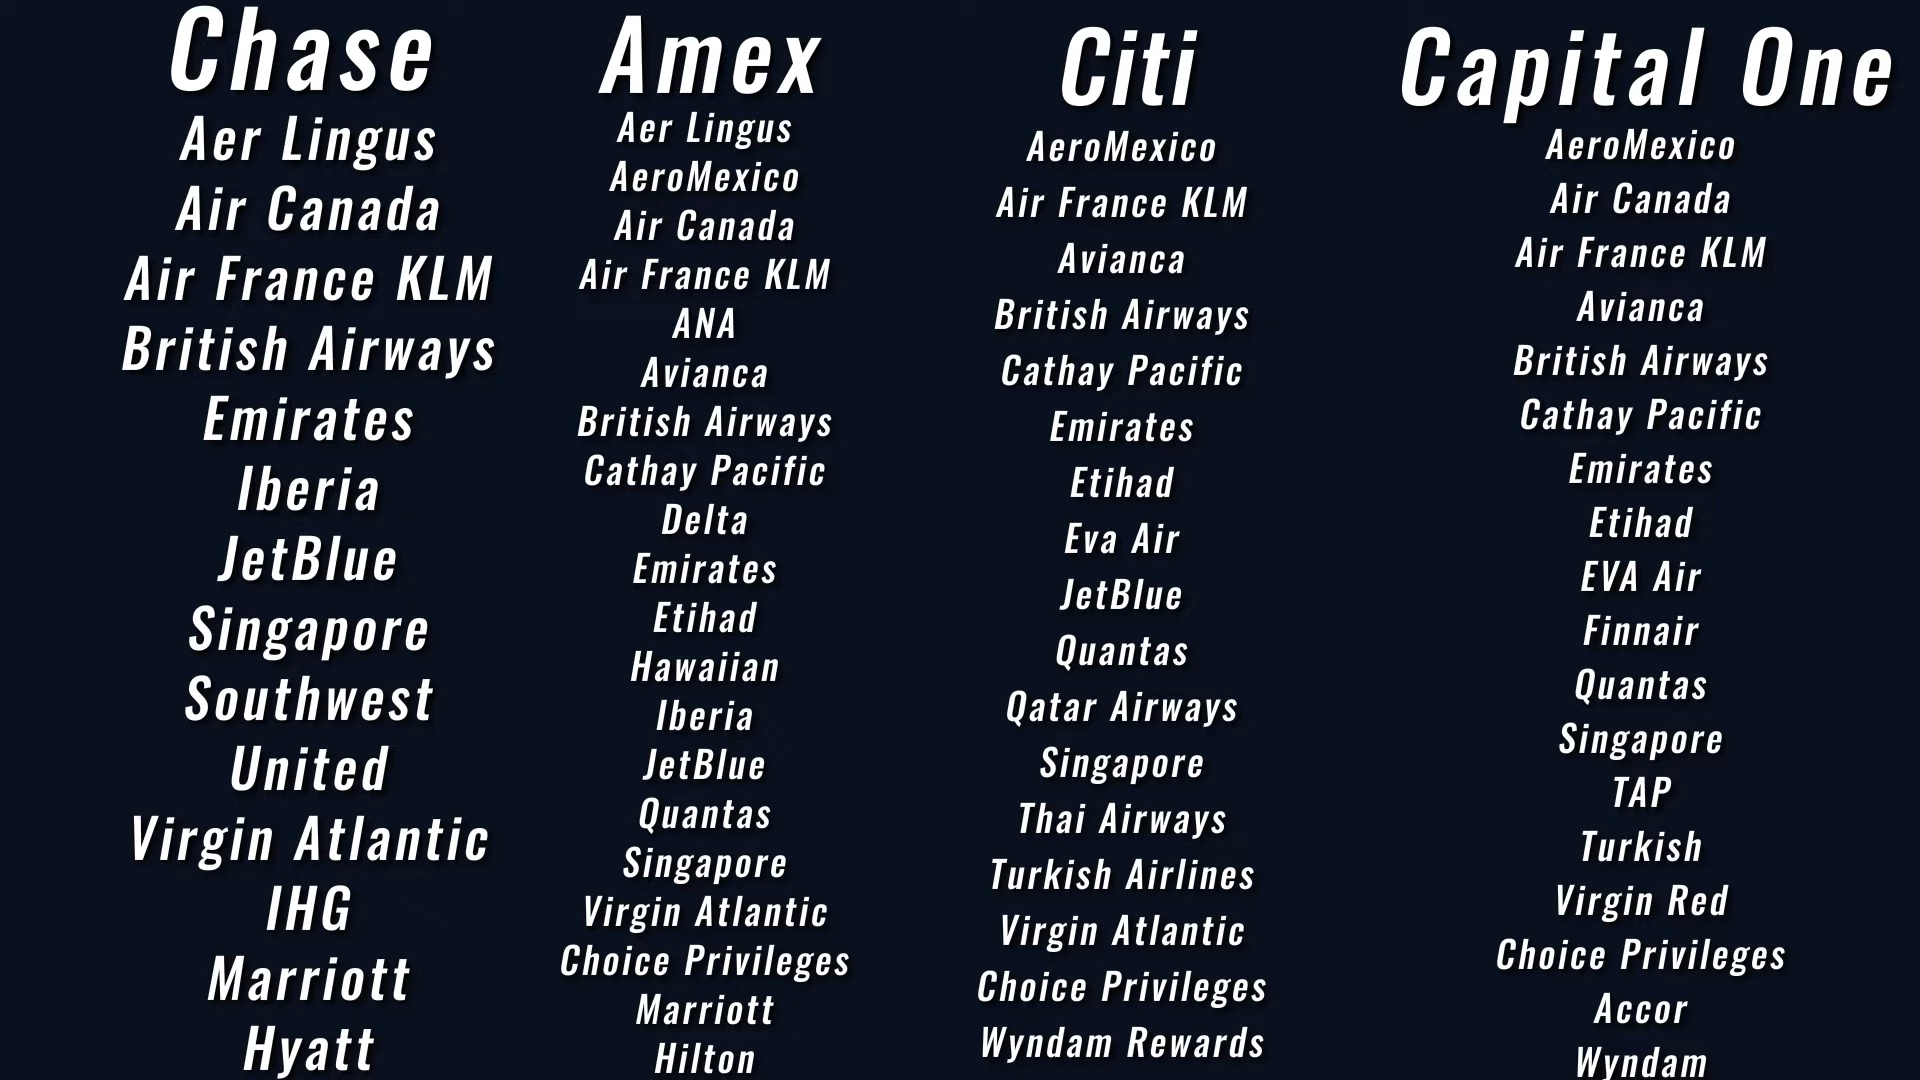 Chase
Aer Lingus
Air Canada
Air France KLM
British Airways
Emirates
Iberia
JetBlue
Singapore
Southwest
United
Virgin Atlantic
IHG
Marriott
Hyatt
Amex
Aer Lingus
AeroMexico
Air Canada
Air France KLM
ANA
Avianca
British Airways
Cathay Pacific
Delta
Emirates
Etihad
Hawaiian
Iberia
JetBlue
Quantas
Singapore
Virgin Atlantic
Choice Privileges
Marriott
Hilton
Citi
AeroMexico
Air France KLM
Avianca
British Airways
Cathay Pacific
Emirates
Etihad
Eva Air
JetBlue
Quantas
Qatar Airways
Singapore
Thai Airways
Turkish Airlines
Virgin Atlantic
Choice Privileges
Wyndam Rewards
Capital One
AeroMexico
Air Canada
Air France KLM
Avianca
British Airways
Cathay Pacific
Emirates
Etihad
EVA Air
Finnair
Quantas
Singapore
TAP
Turkish
Virgin Red
Choice Privileges
Accor
Wyndam